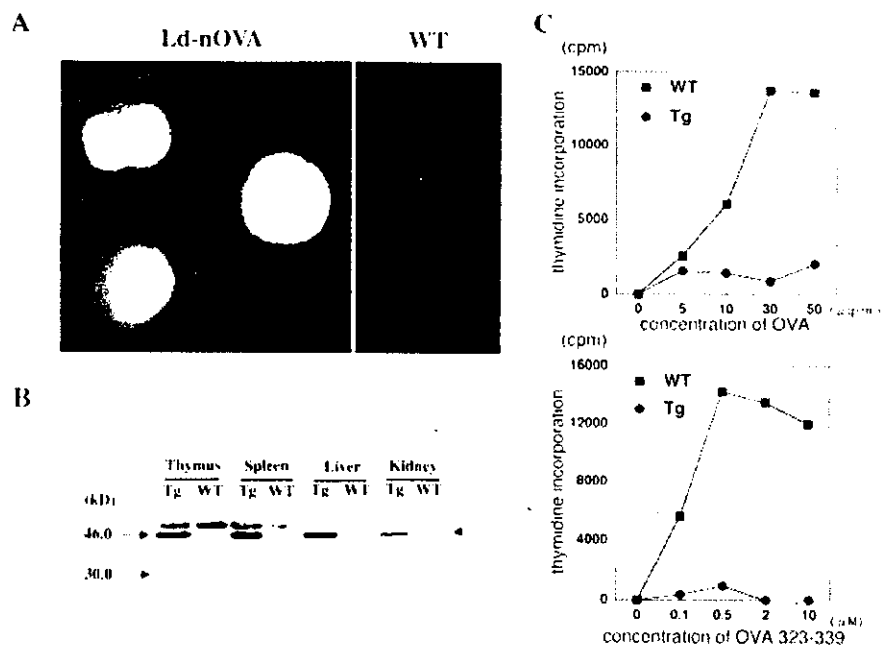 A
Ld-nOVA
WT
B
Thymus
Spleen
Liver
Kidney
Tg WT
Tg WT
Tg WT
Tg WT
(kD)
46.0
30.0
C
(cpm)
15000
10000
5000
0
WT
Tg
thymidine incorporation
0 5 10 30 50
concentration of OVA
(cpm)
16000
12000
8000
4000
0
WT
Tg
thymidine incorporation
0 0.1 0.5 2 10
(μM)
concentration of OVA 323-339